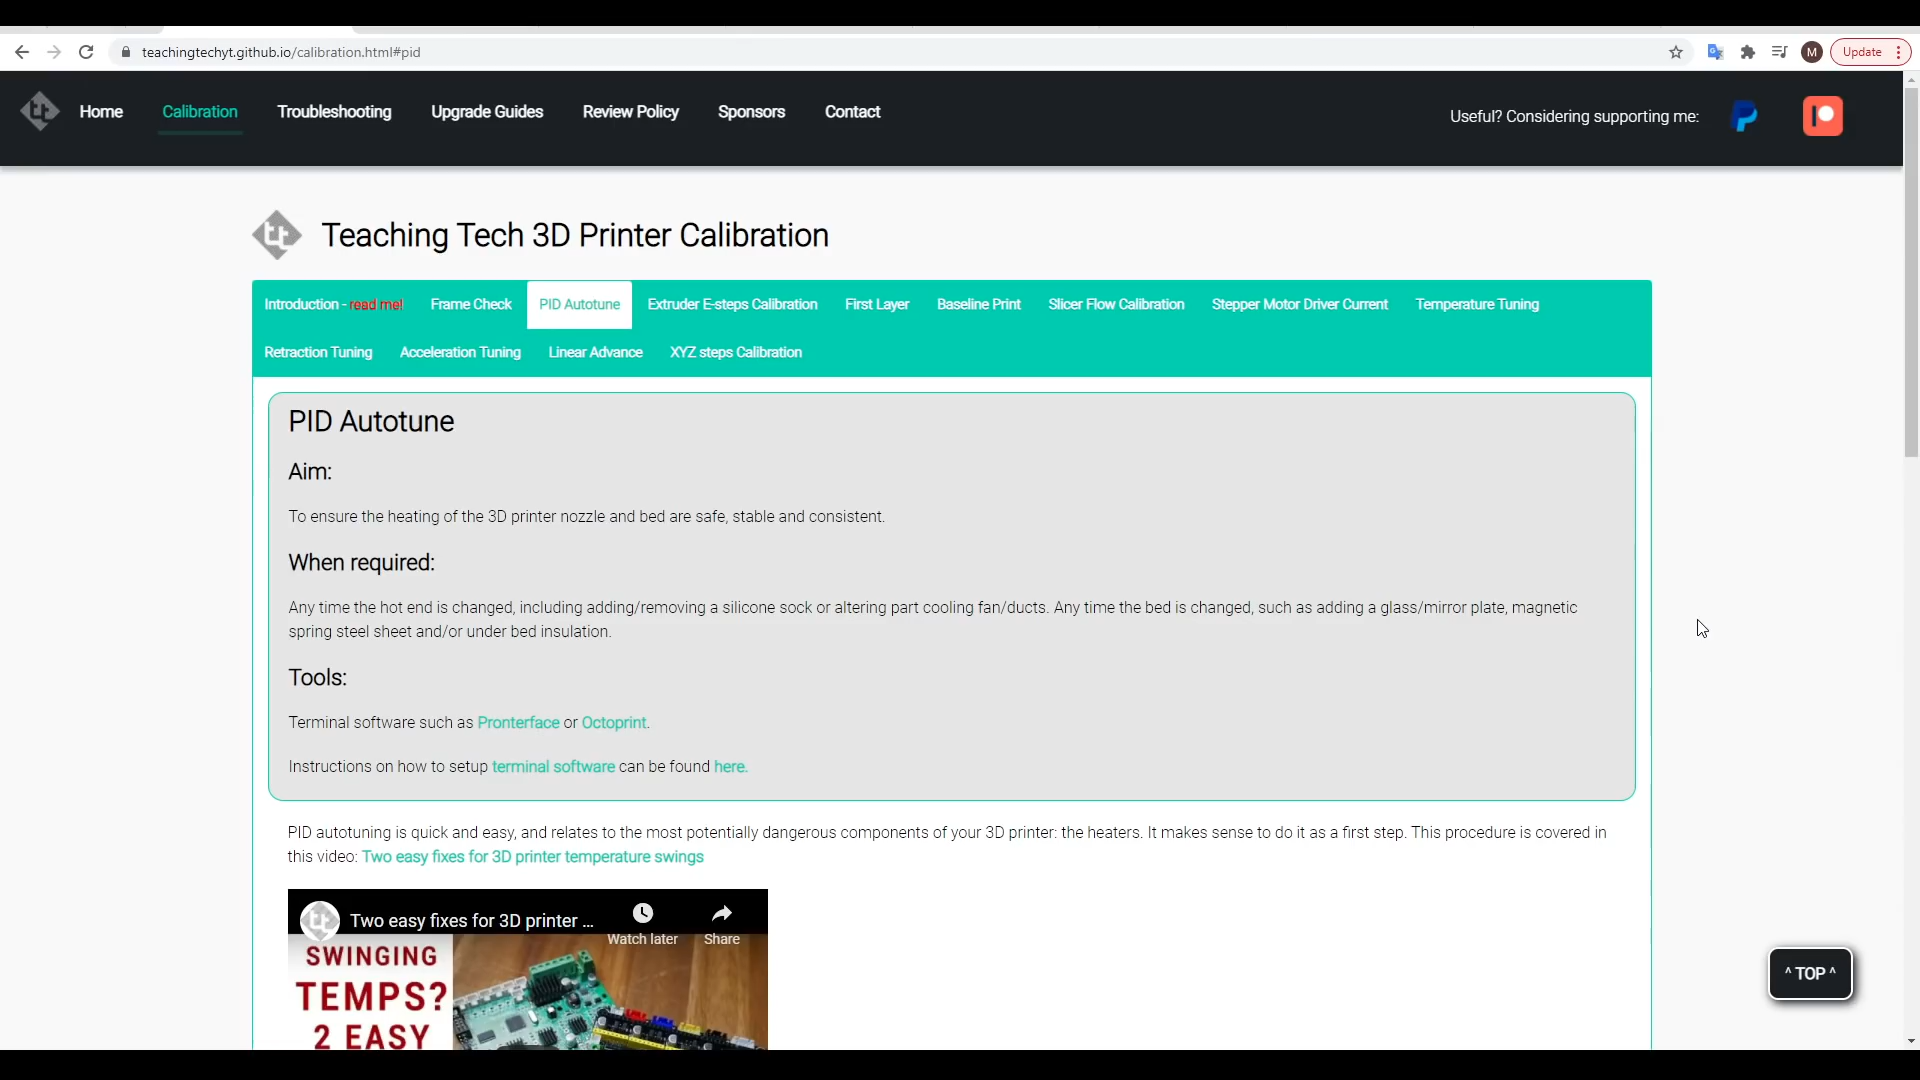 teachingtechyt.github.io/calibration.html#pid
M
Update
Home Calibration Troubleshooting Upgrade Guides Review Policy Sponsors Contact
Useful? Considering supporting me:
Teaching Tech 3D Printer Calibration
Introduction - read me! Frame Check PID Autotune Extruder E-steps Calibration First Layer Baseline Print Slicer Flow Calibration Stepper Motor Driver Current Temperature Tuning
Retraction Tuning Acceleration Tuning Linear Advance XYZ steps Calibration
PID Autotune
Aim:
To ensure the heating of the 3D printer nozzle and bed are safe, stable and consistent.
When required:
Any time the hot end is changed, including adding/removing a silicone sock or altering part cooling fan/ducts. Any time the bed is changed, such as adding a glass/mirror plate, magnetic
spring steel sheet and/or under bed insulation.
Tools:
Terminal software such as Pronterface or Octoprint.
Instructions on how to setup terminal software can be found here.
PID autotuning is quick and easy, and relates to the most potentially dangerous components of your 3D printer: the heaters. It makes sense to do it as a first step. This procedure is covered in
this video: Two easy fixes for 3D printer temperature swings
Two easy fixes for 3D printer ...
Watch later Share
SWINGING
TEMPS?
2 EASY
^ TOP ^